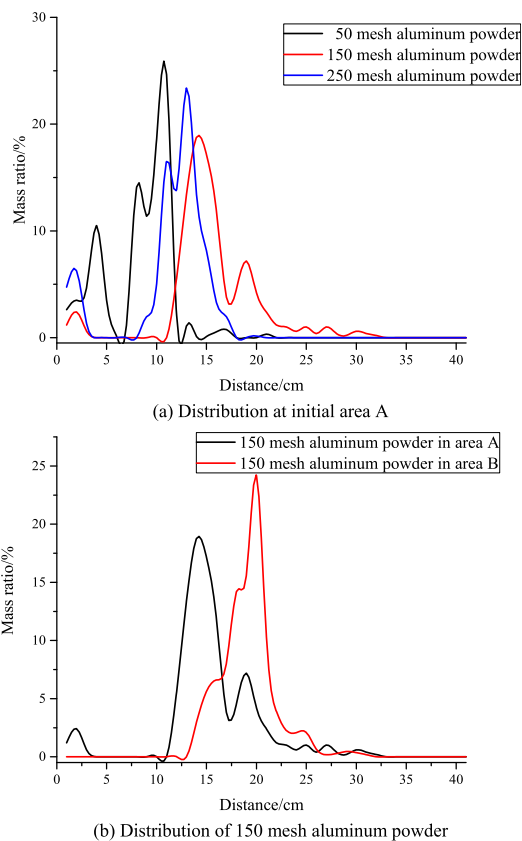 30
50 mesh aluminum powder
150 mesh aluminum powder
250 mesh aluminum powder
20
Mass ratio/%
10
0
0 5 10 15 20 25 30 35 40
Distance/cm
(a) Distribution at initial area A
150 mesh aluminum powder in area A
150 mesh aluminum powder in area B
25
20
Mass ratio/%
15
10
5
0
0 5 10 15 20 25 30 35 40
Distance/cm
(b) Distribution of 150 mesh aluminum powder